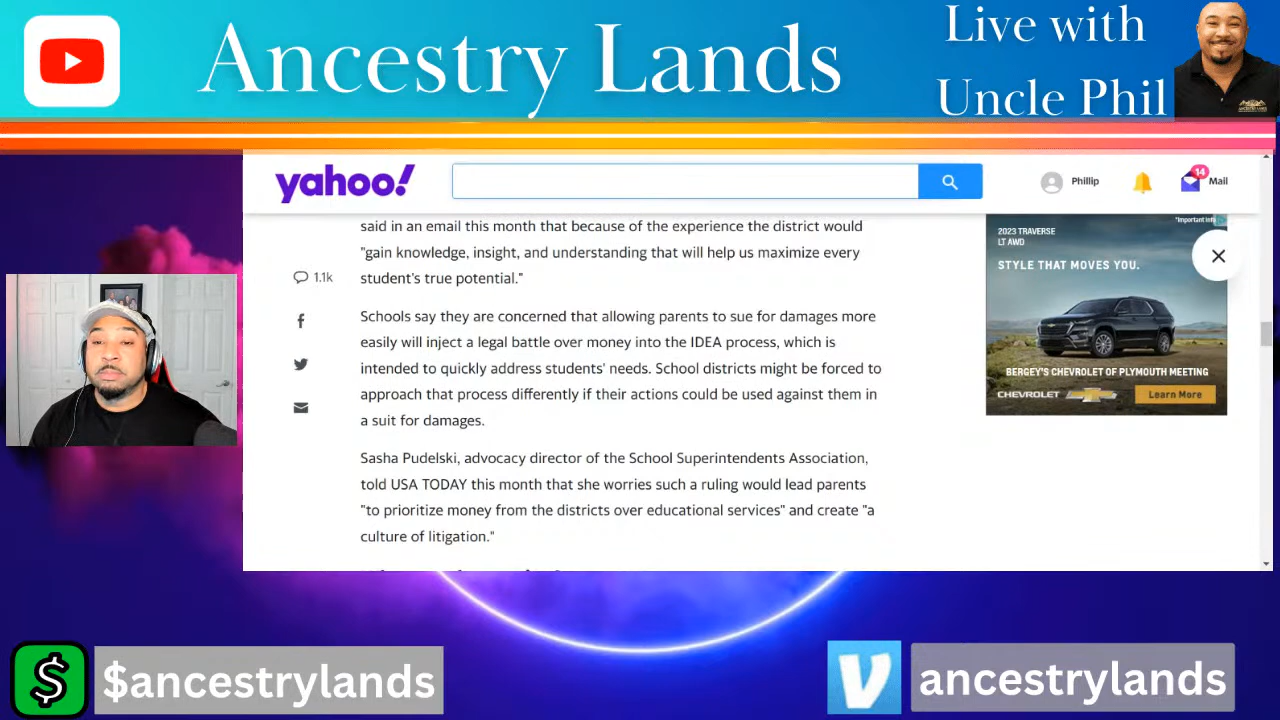 Ancestry Lands
Live with
Uncle Phil
yahoo!
Phillip
14
Mail
said in an email this month that because of the experience the district would
"gain knowledge, insight, and understanding that will help us maximize every
student's true potential."
1.1k
Schools say they are concerned that allowing parents to sue for damages more
easily will inject a legal battle over money into the IDEA process, which is
intended to quickly address students' needs. School districts might be forced to
approach that process differently if their actions could be used against them in
a suit for damages.
Sasha Pudelski, advocacy director of the School Superintendents Association,
told USA TODAY this month that she worries such a ruling would lead parents
"to prioritize money from the districts over educational services" and create "a
culture of litigation."
2023 TRAVERSE
LT AWD
STYLE THAT MOVES YOU.
BERGEY'S CHEVROLET OF PLYMOUTH MEETING
CHEVROLET
Learn More
$ancestrylands
ancestrylands